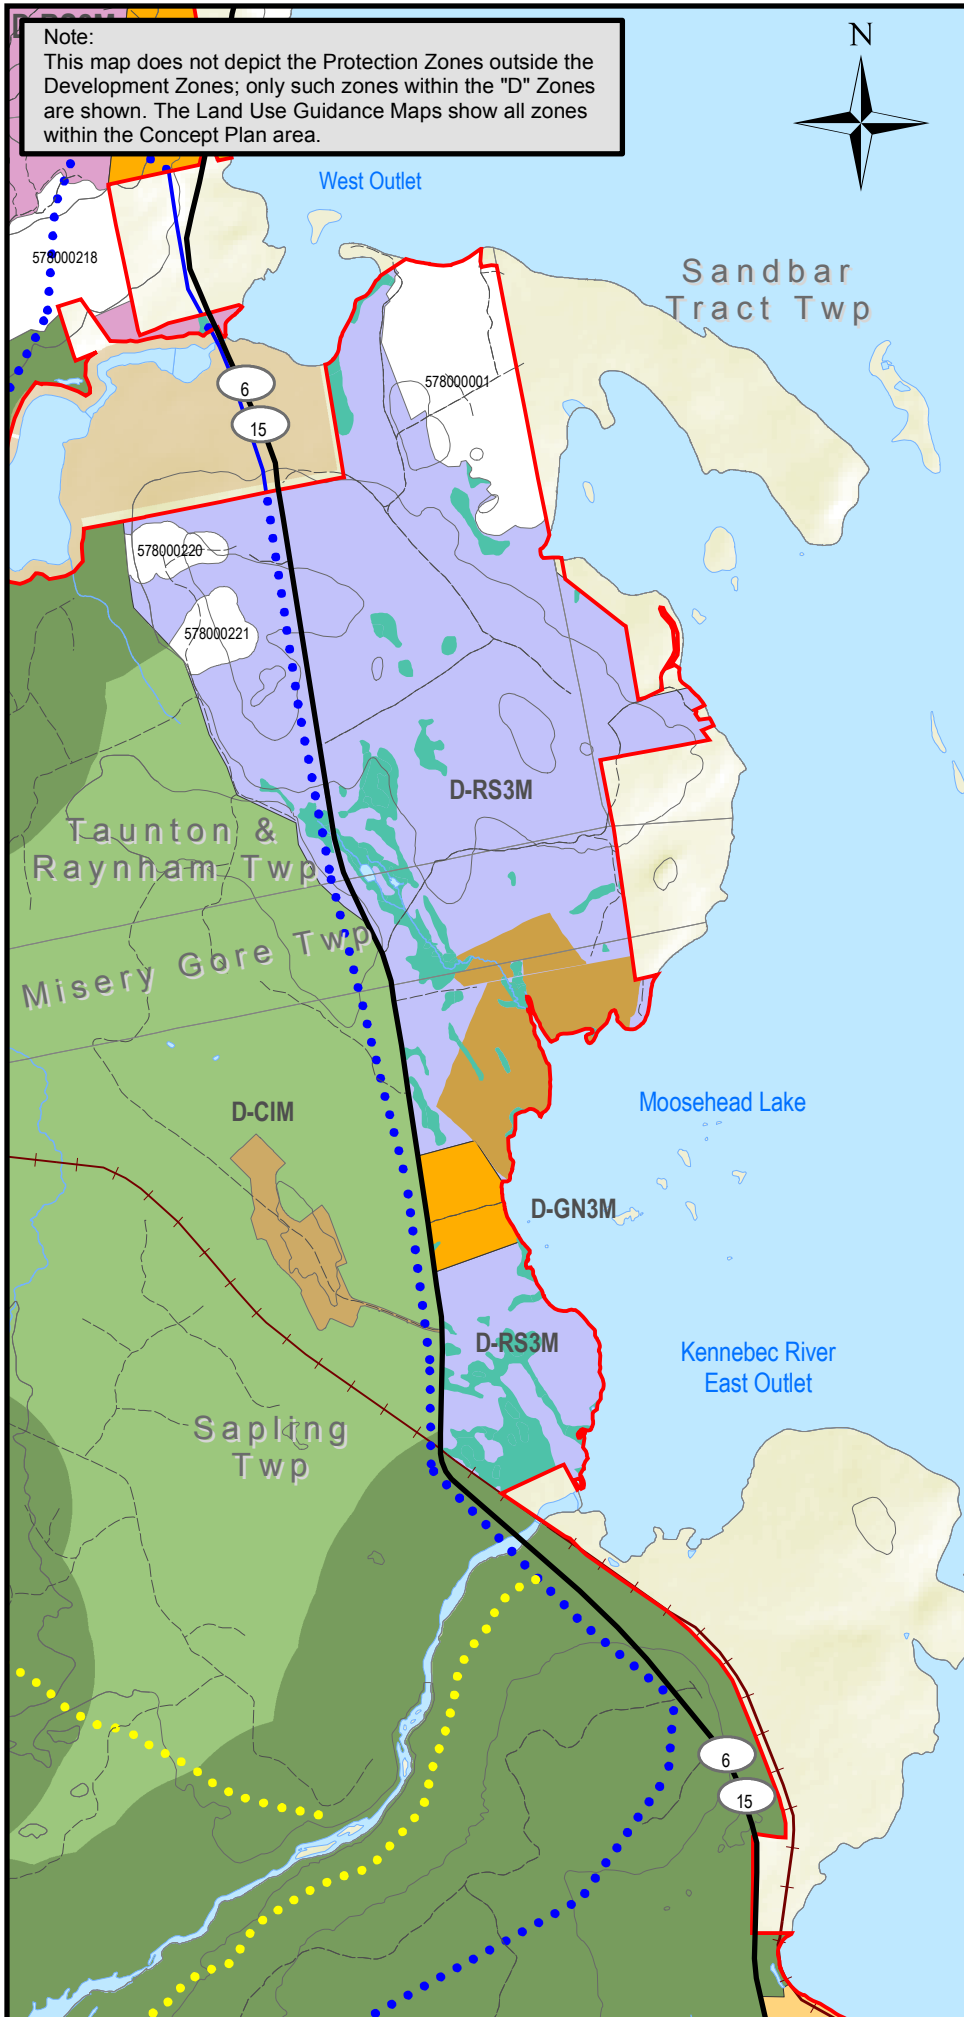 Note:
This map does not depict the Protection Zones outside the
Development Zones; only such zones within the "D" Zones
are shown. The Land Use Guidance Maps show all zones
within the Concept Plan area.
N
West Outlet
578000218
Sandbar
Tract Twp
6
15
578000001
578000220
578000221
D-RS3M
Taunton &
Raynham Twp
Misery Gore Twp
D-CIM
Moosehead Lake
D-GN3M
D-RS3M
Kennebec River
East Outlet
Sapling
Twp
6
15